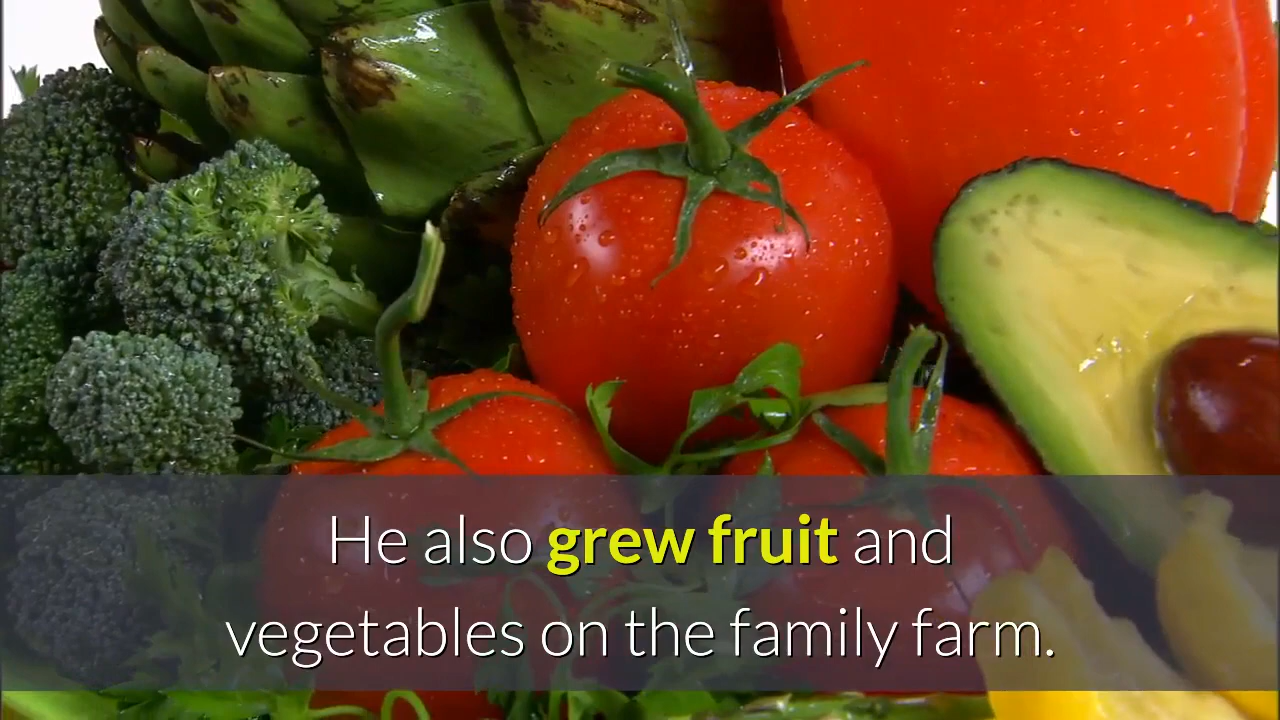 He also grew fruit and
vegetables on the family farm.